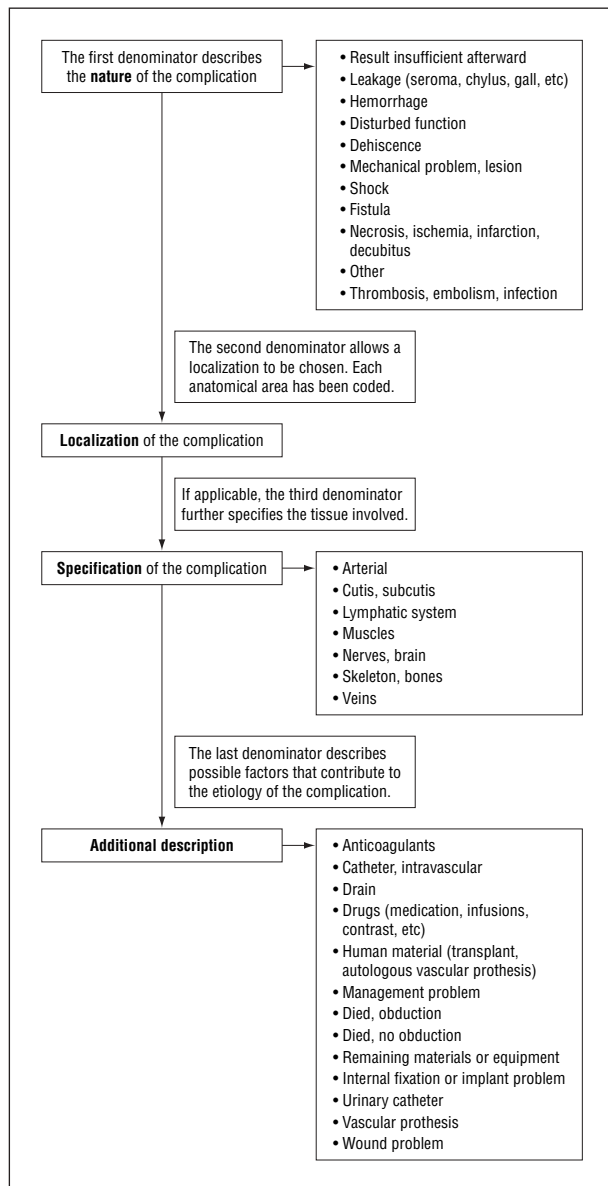 The first denominator describes
the nature of the complication
• Result insufficient afterward
• Leakage (seroma, chylus, gall, etc)
• Hemorrhage
• Disturbed function
• Dehiscence
• Mechanical problem, lesion
• Shock
• Fistula
• Necrosis, ischemia, infarction,
decubitus
• Other
• Thrombosis, embolism, infection
The second denominator allows a
localization to be chosen. Each
anatomical area has been coded.
Localization of the complication
If applicable, the third denominator
further specifies the tissue involved.
Specification of the complication
• Arterial
• Cutis, subcutis
• Lymphatic system
• Muscles
• Nerves, brain
• Skeleton, bones
• Veins
The last denominator describes
possible factors that contribute to
the etiology of the complication.
Additional description
• Anticoagulants
• Catheter, intravascular
• Drain
• Drugs (medication, infusions,
contrast, etc)
• Human material (transplant,
autologous vascular prothesis)
• Management problem
• Died, obduction
• Died, no obduction
• Remaining materials or equipment
• Internal fixation or implant problem
• Urinary catheter
• Vascular prothesis
• Wound problem